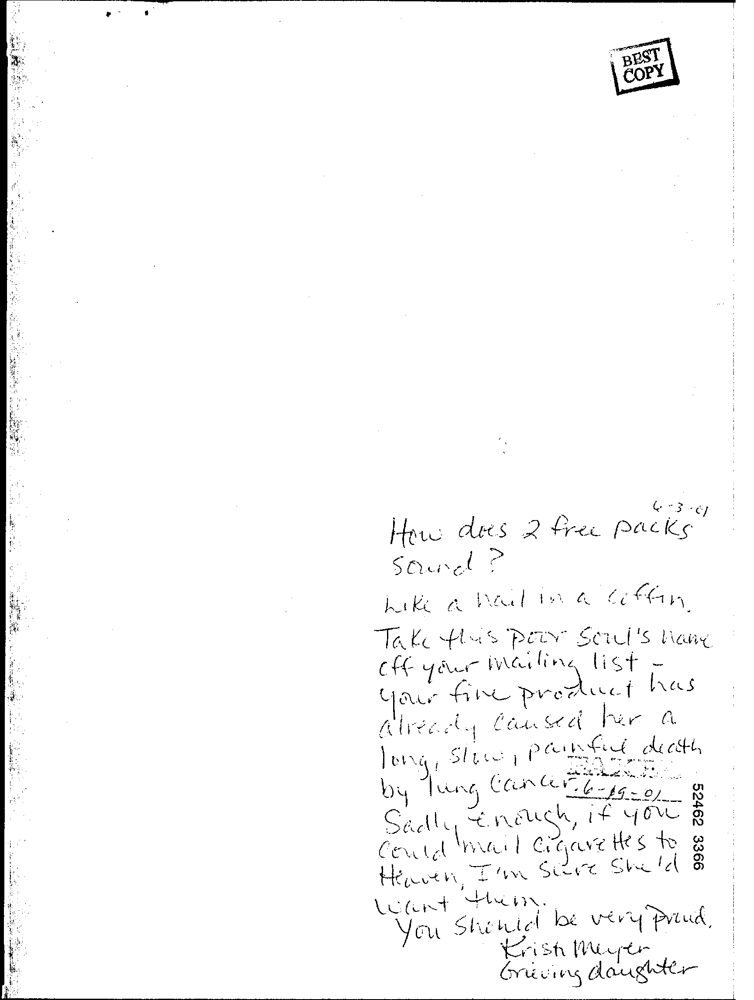 BEST
COPY
6-3-01
How does 2 free packs
sound?
Like a nail in a coffin.
Take this poor soul's name
off your mailing list -
your fine product has
already caused her a
long, slow, painful death
by lung cancer. 6-19-01
Sadly enough, if you
could mail cigarettes to
Heaven, I'm sure she'd
want them.
You should be very proud.
Kristi Meyer
Grieving daughter
52462 3366